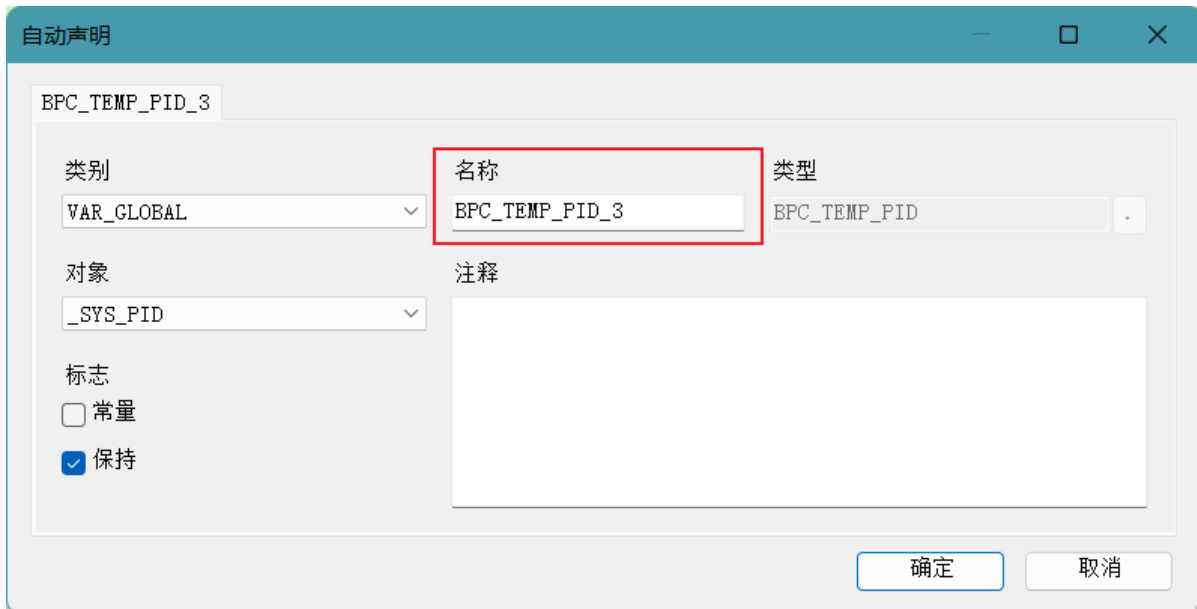 自动声明
BPC_TEMP_PID_3
类别
名称
类型
VAR_GLOBAL
BPC_TEMP_PID_3
BPC_TEMP_PID
.
对象
注释
_SYS_PID
标志
常量
保持
确定
取消